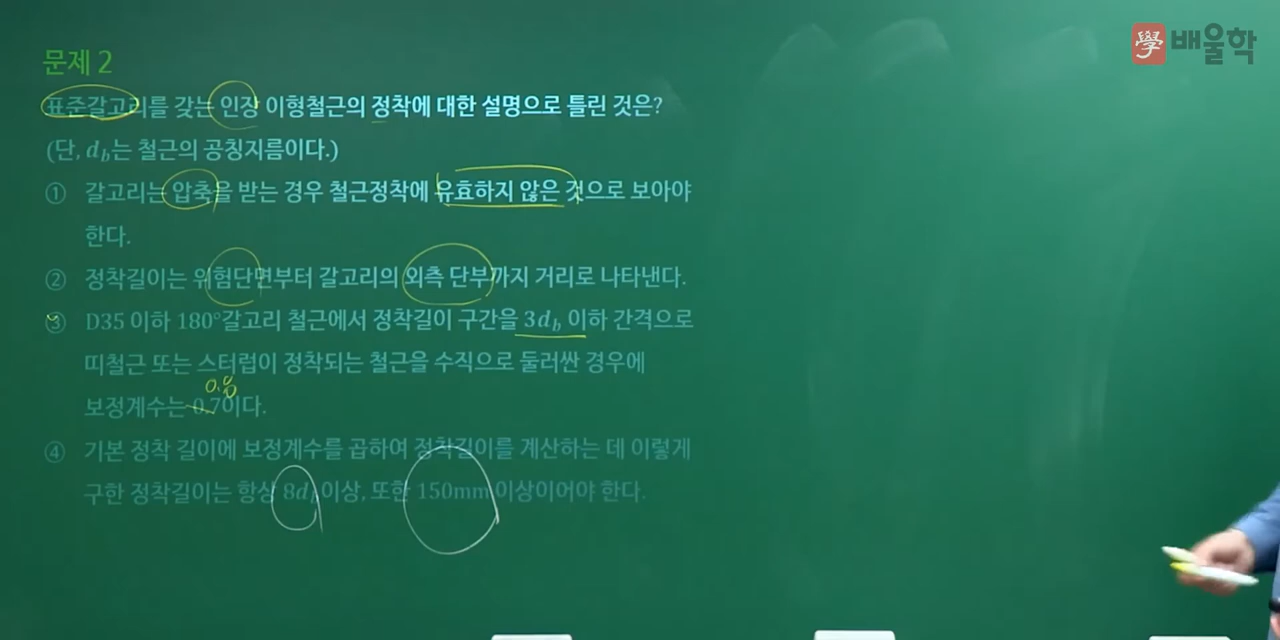 學 배울학
문제 2
표준갈고리를 갖는 인장 이형철근의 정착에 대한 설명으로 틀린 것은?
(단, d_b는 철근의 공칭지름이다.)
① 갈고리는 압축을 받는 경우 철근정착에 유효하지 않은 것으로 보아야
한다.
② 정착길이는 위험단면부터 갈고리의 외측 단부까지 거리로 나타낸다.
③ D35 이하 180°갈고리 철근에서 정착길이 구간을 3d_b 이하 간격으로
띠철근 또는 스터럽이 정착되는 철근을 수직으로 둘러싼 경우에
0.8
보정계수는 0.7이다.
④ 기본 정착 길이에 보정계수를 곱하여 정착길이를 계산하는 데 이렇게
구한 정착길이는 항상 8d_b이상, 또한 150mm이상이어야 한다.